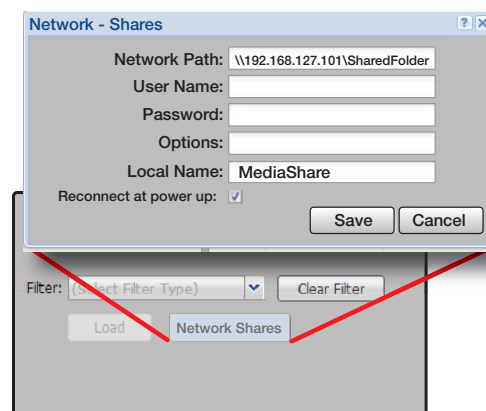 Network - Shares
Network Path: \\192.168.127.101\SharedFolder
User Name:
Password:
Options:
Local Name: MediaShare
Reconnect at power up:
Save Cancel
Filter: (Select Filter Type) Clear Filter
Load Network Shares